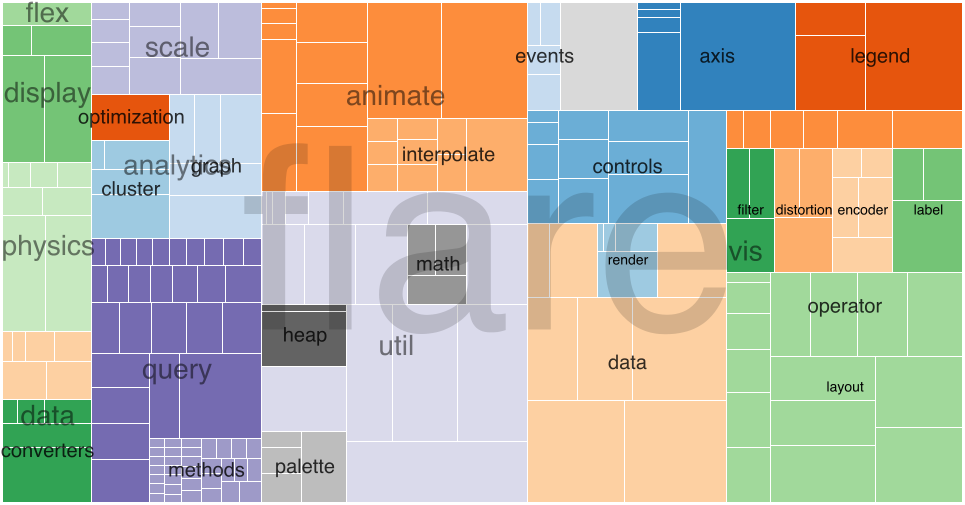 flex
scale
events
axis
legend
display
animate
optimization
interpolate
analytics
graph
controls
cluster
flare
filter
distortion
encoder
label
physics
math
render
vis
heap
util
operator
query
data
layout
data
converters
methods
palette